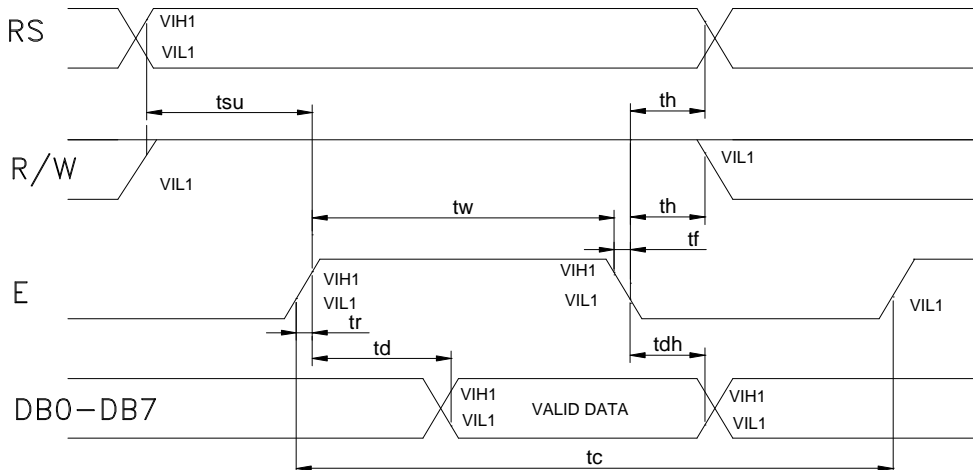 RS
VIH1
VIL1
tsu
th
R/W
VIL1
VIL1
tw
th
tf
E
VIH1
VIL1
VIH1
VIL1
VIL1
tr
td
tdh
DB0-DB7
VIH1
VIL1
VALID DATA
VIH1
VIL1
tc